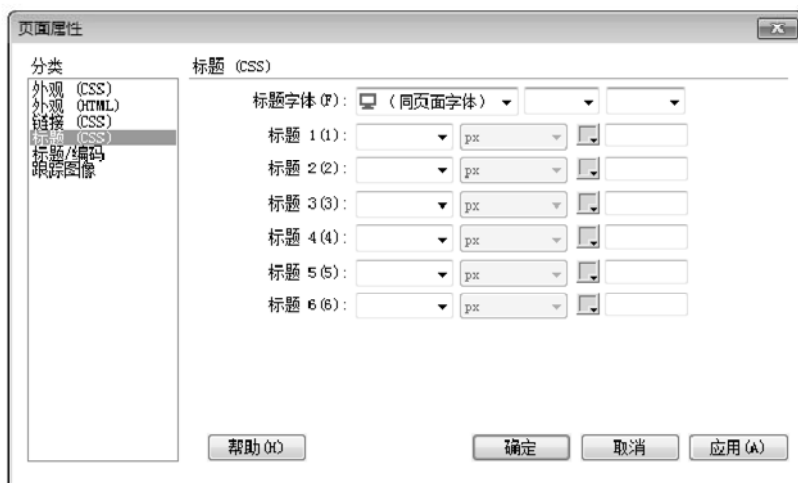 页面属性
分类
外观 (CSS)
外观 (HTML)
链接 (CSS)
标题 (CSS)
标题/编码
跟踪图像
标题 (CSS)
标题字体(F): (同页面字体)
标题 1(1): px
标题 2(2): px
标题 3(3): px
标题 4(4): px
标题 5(5): px
标题 6(6): px
帮助(H) 确定 取消 应用(A)